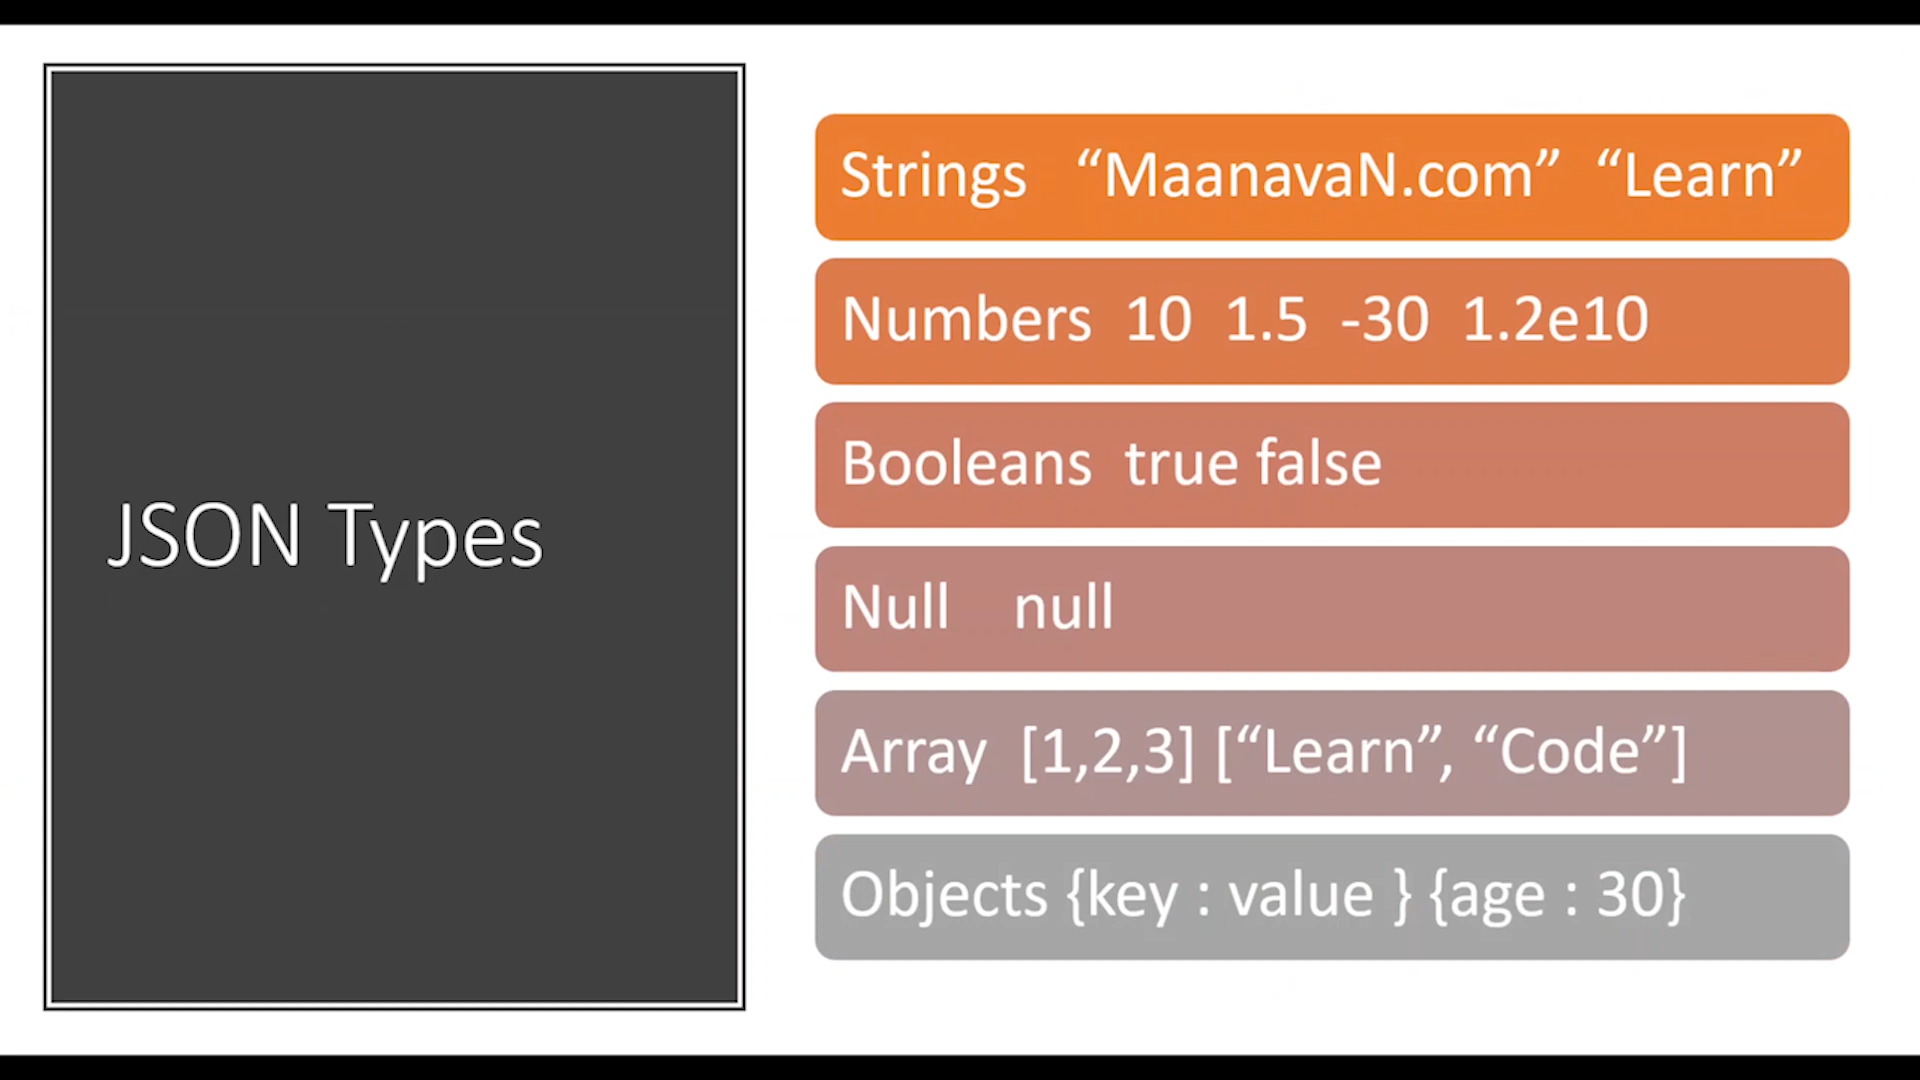 JSON Types
Strings “MaanavaN.com” “Learn”
Numbers 10 1.5 -30 1.2e10
Booleans true false
Null null
Array [1,2,3] [“Learn”, “Code”]
Objects {key : value } {age : 30}